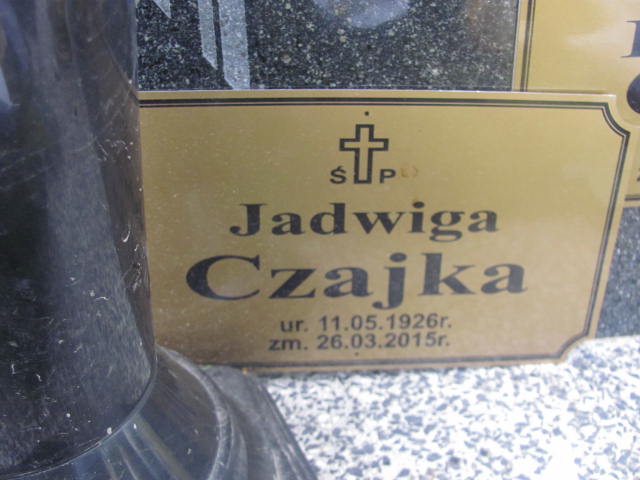 Ś P
Jadwiga
Czajka
ur. 11.05.1926r.
zm. 26.03.2015r.